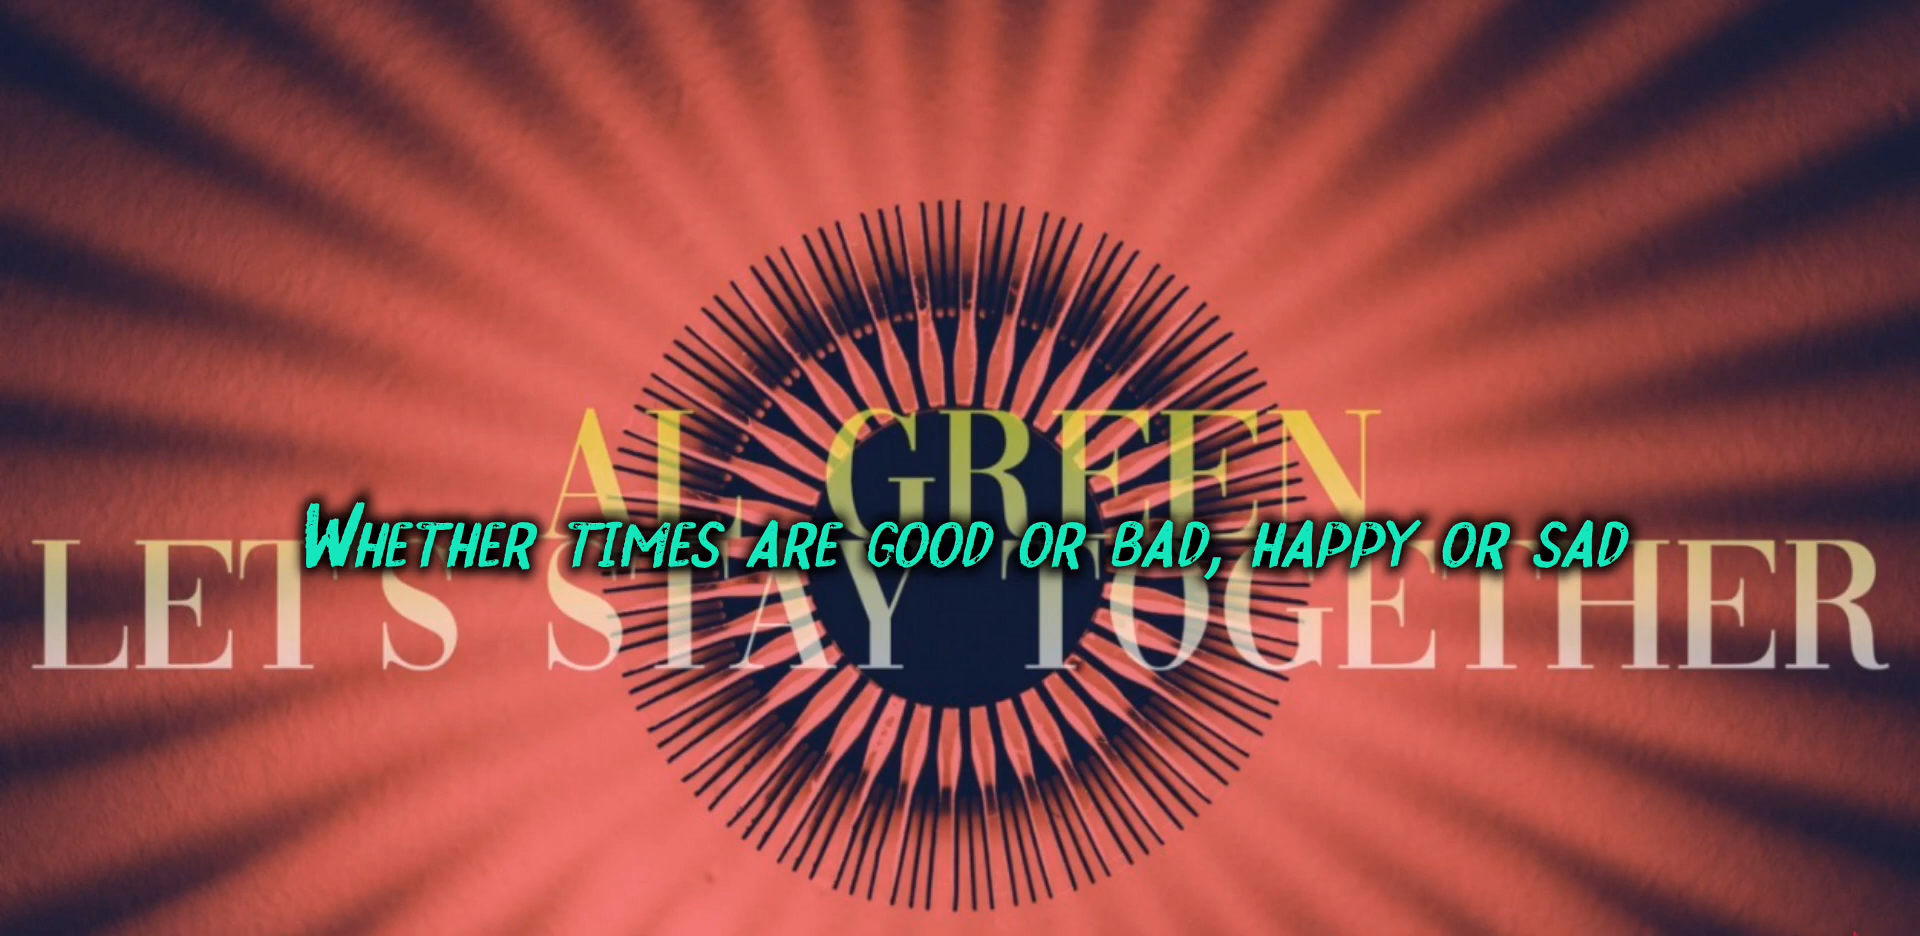 AL GREEN
Whether times are good or bad, happy or sad
LET'S STAY TOGETHER